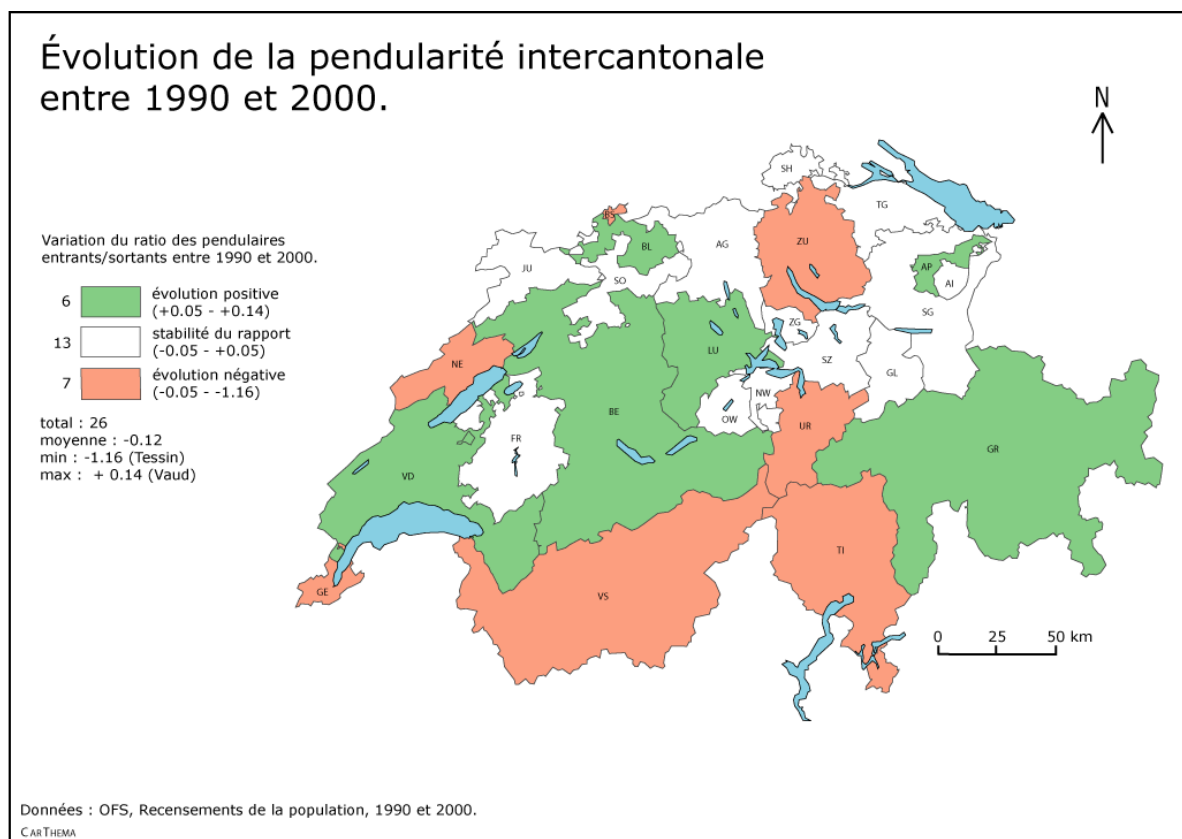 Évolution de la pendularité intercantonale
entre 1990 et 2000.
N
Variation du ratio des pendulaires
entrants/sortants entre 1990 et 2000.
6 évolution positive
(+0.05 - +0.14)
13 stabilité du rapport
(-0.05 - +0.05)
7 évolution négative
(-0.05 - -1.16)
total : 26
moyenne : -0.12
min : -1.16 (Tessin)
max : + 0.14 (Vaud)
SH
TG
BS
BL
AG
ZU
JU
SO
AP
AI
SG
ZG
LU
SZ
NE
GL
NW
OW
BE
UR
FR
GR
VD
TI
GE
VS
0 25 50 km
Données : OFS, Recensements de la population, 1990 et 2000.
CARTHEMA